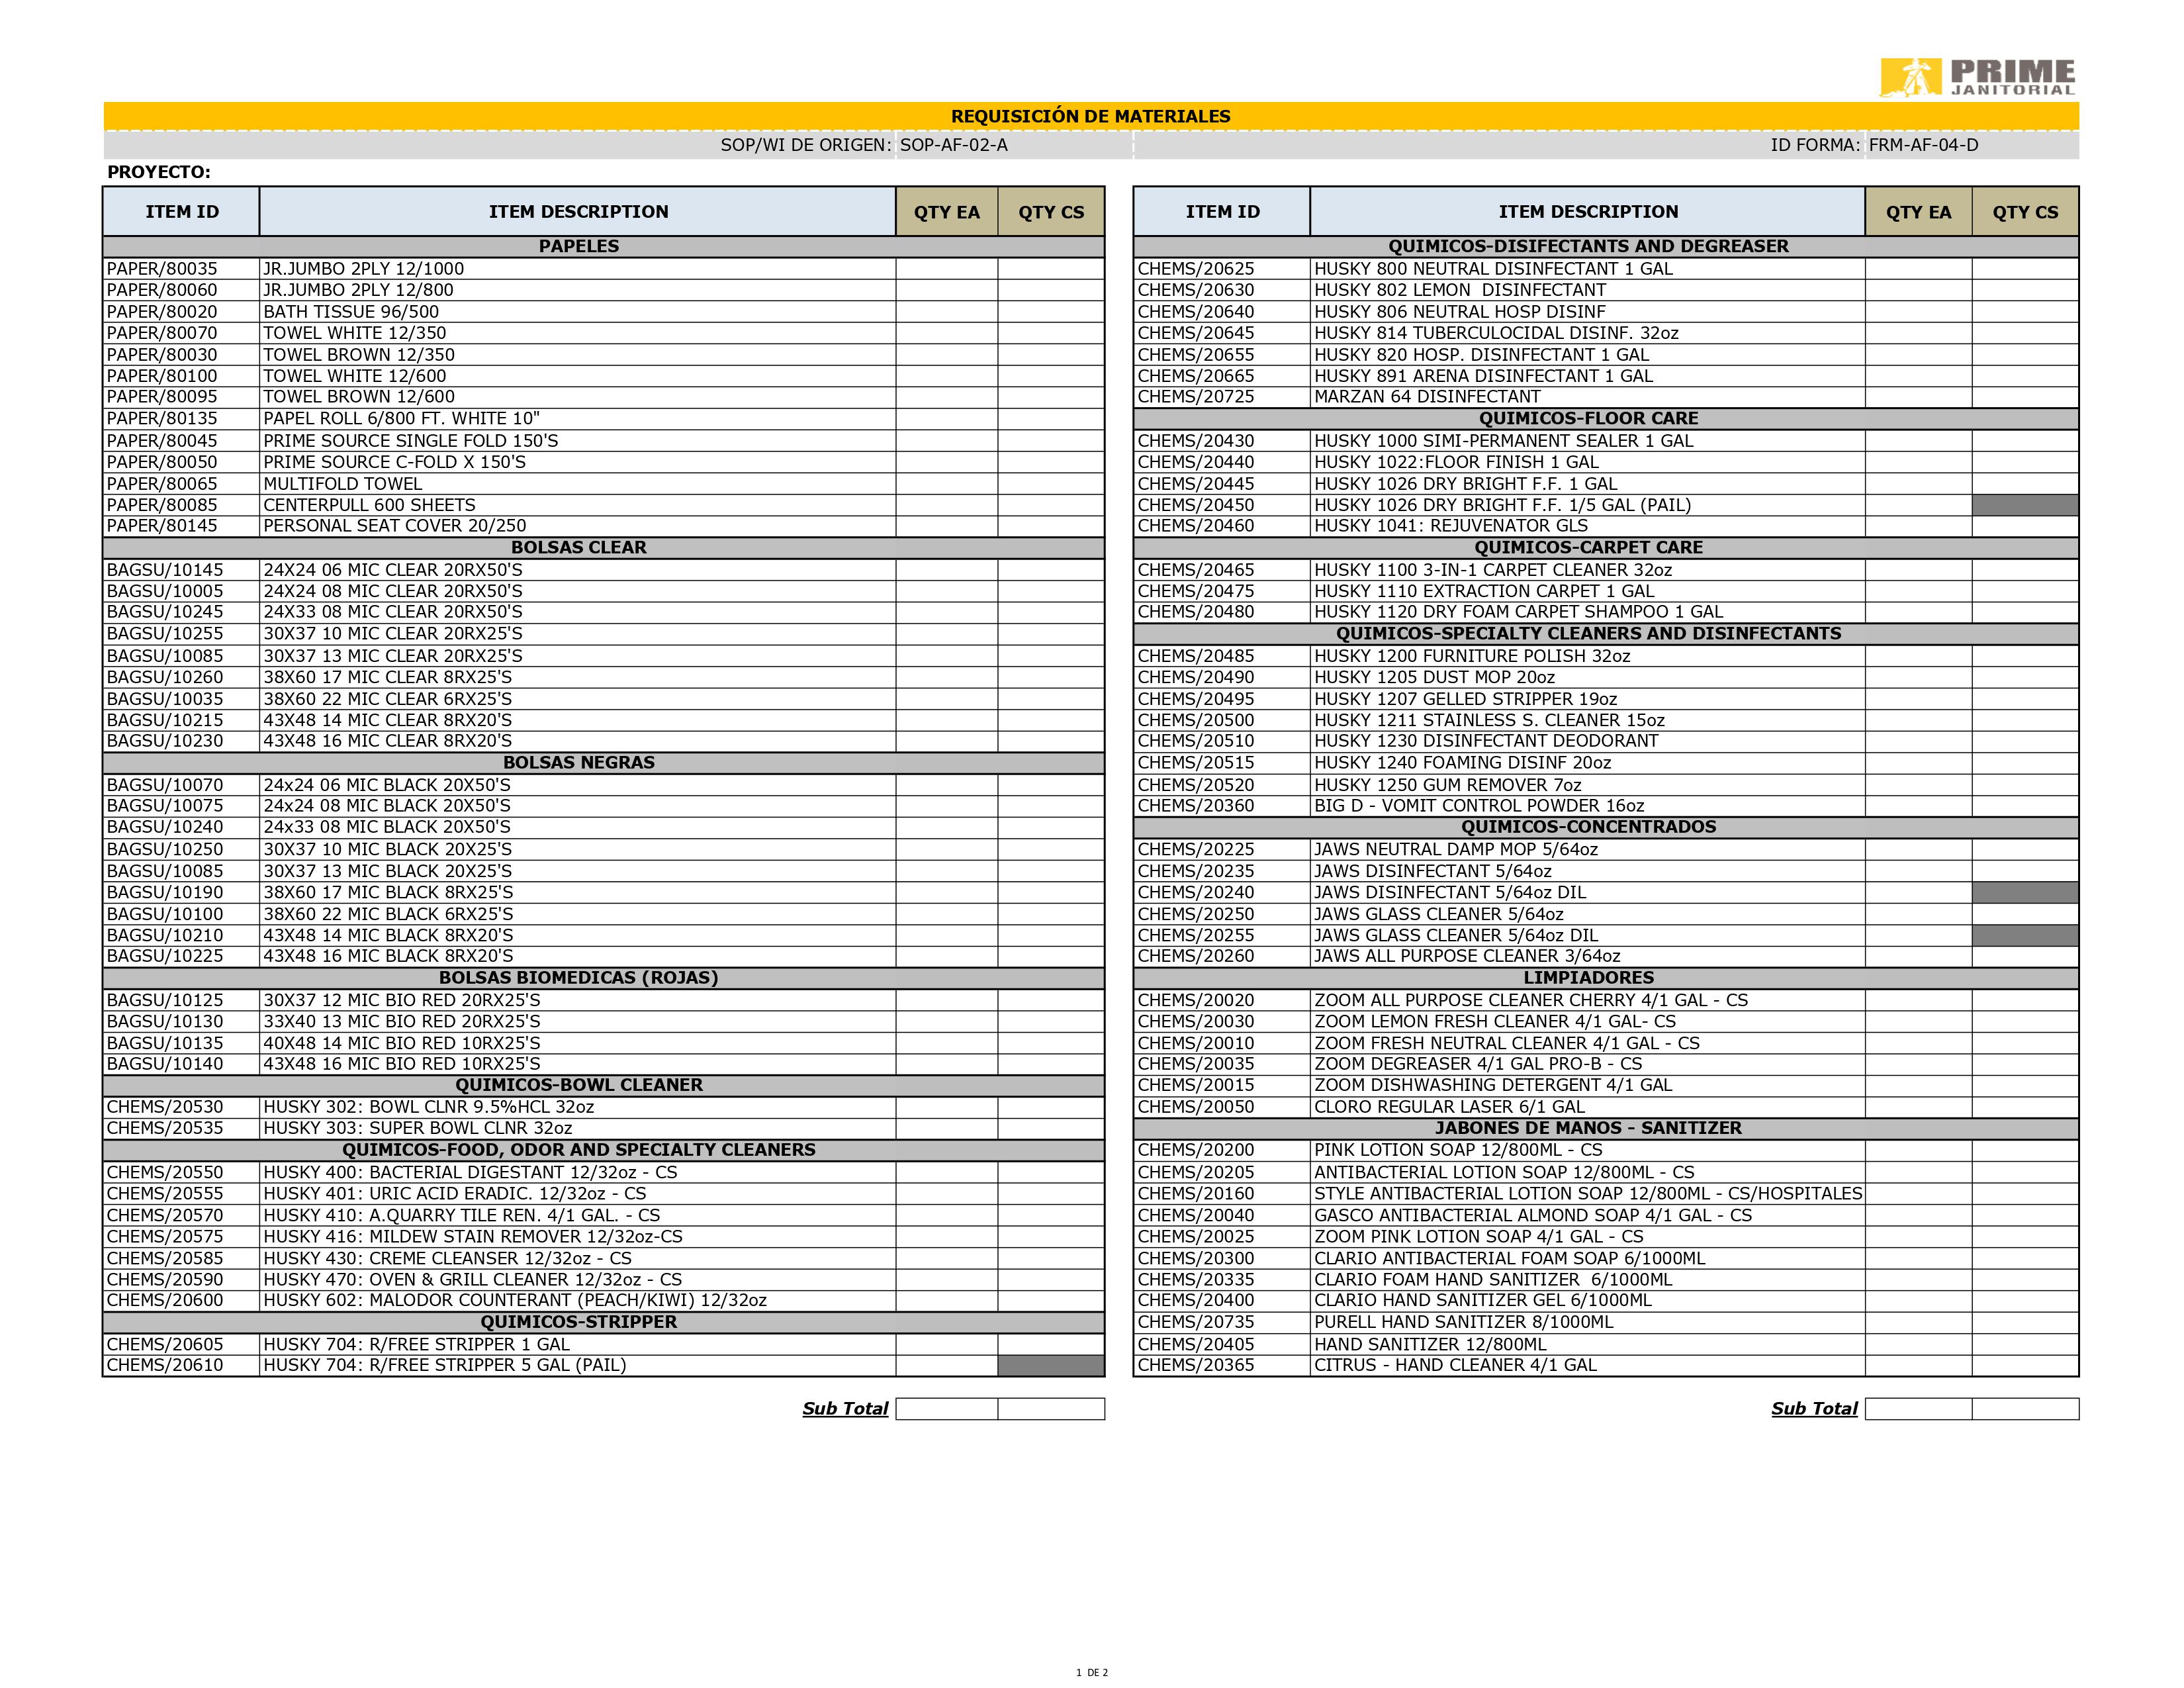 PRIME
JANITORIAL
REQUISICIÓN DE MATERIALES
SOP/WI DE ORIGEN: SOP-AF-02-A ID FORMA: FRM-AF-04-D
PROYECTO:
ITEM ID ITEM DESCRIPTION QTY EA QTY CS
PAPELES
PAPER/80035 JR.JUMBO 2PLY 12/1000
PAPER/80060 JR.JUMBO 2PLY 12/800
PAPER/80020 BATH TISSUE 96/500
PAPER/80070 TOWEL WHITE 12/350
PAPER/80030 TOWEL BROWN 12/350
PAPER/80100 TOWEL WHITE 12/600
PAPER/80095 TOWEL BROWN 12/600
PAPER/80135 PAPEL ROLL 6/800 FT. WHITE 10"
PAPER/80045 PRIME SOURCE SINGLE FOLD 150'S
PAPER/80050 PRIME SOURCE C-FOLD X 150'S
PAPER/80065 MULTIFOLD TOWEL
PAPER/80085 CENTERPULL 600 SHEETS
PAPER/80145 PERSONAL SEAT COVER 20/250
BOLSAS CLEAR
BAGSU/10145 24X24 06 MIC CLEAR 20RX50'S
BAGSU/10005 24X24 08 MIC CLEAR 20RX50'S
BAGSU/10245 24X33 08 MIC CLEAR 20RX50'S
BAGSU/10255 30X37 10 MIC CLEAR 20RX25'S
BAGSU/10085 30X37 13 MIC CLEAR 20RX25'S
BAGSU/10260 38X60 17 MIC CLEAR 8RX25'S
BAGSU/10035 38X60 22 MIC CLEAR 6RX25'S
BAGSU/10215 43X48 14 MIC CLEAR 8RX20'S
BAGSU/10230 43X48 16 MIC CLEAR 8RX20'S
BOLSAS NEGRAS
BAGSU/10070 24x24 06 MIC BLACK 20X50'S
BAGSU/10075 24x24 08 MIC BLACK 20X50'S
BAGSU/10240 24x33 08 MIC BLACK 20X50'S
BAGSU/10250 30X37 10 MIC BLACK 20X25'S
BAGSU/10085 30X37 13 MIC BLACK 20X25'S
BAGSU/10190 38X60 17 MIC BLACK 8RX25'S
BAGSU/10100 38X60 22 MIC BLACK 6RX25'S
BAGSU/10210 43X48 14 MIC BLACK 8RX20'S
BAGSU/10225 43X48 16 MIC BLACK 8RX20'S
BOLSAS BIOMEDICAS (ROJAS)
BAGSU/10125 30X37 12 MIC BIO RED 20RX25'S
BAGSU/10130 33X40 13 MIC BIO RED 20RX25'S
BAGSU/10135 40X48 14 MIC BIO RED 10RX25'S
BAGSU/10140 43X48 16 MIC BIO RED 10RX25'S
QUIMICOS-BOWL CLEANER
CHEMS/20530 HUSKY 302: BOWL CLNR 9.5%HCL 32oz
CHEMS/20535 HUSKY 303: SUPER BOWL CLNR 32oz
QUIMICOS-FOOD, ODOR AND SPECIALTY CLEANERS
CHEMS/20550 HUSKY 400: BACTERIAL DIGESTANT 12/32oz - CS
CHEMS/20555 HUSKY 401: URIC ACID ERADIC. 12/32oz - CS
CHEMS/20570 HUSKY 410: A.QUARRY TILE REN. 4/1 GAL. - CS
CHEMS/20575 HUSKY 416: MILDEW STAIN REMOVER 12/32oz-CS
CHEMS/20585 HUSKY 430: CREME CLEANSER 12/32oz - CS
CHEMS/20590 HUSKY 470: OVEN & GRILL CLEANER 12/32oz - CS
CHEMS/20600 HUSKY 602: MALODOR COUNTERANT (PEACH/KIWI) 12/32oz
QUIMICOS-STRIPPER
CHEMS/20605 HUSKY 704: R/FREE STRIPPER 1 GAL
CHEMS/20610 HUSKY 704: R/FREE STRIPPER 5 GAL (PAIL)
Sub Total
ITEM ID ITEM DESCRIPTION QTY EA QTY CS
QUIMICOS-DISIFECTANTS AND DEGREASER
CHEMS/20625 HUSKY 800 NEUTRAL DISINFECTANT 1 GAL
CHEMS/20630 HUSKY 802 LEMON DISINFECTANT
CHEMS/20640 HUSKY 806 NEUTRAL HOSP DISINF
CHEMS/20645 HUSKY 814 TUBERCULOCIDAL DISINF. 32oz
CHEMS/20655 HUSKY 820 HOSP. DISINFECTANT 1 GAL
CHEMS/20665 HUSKY 891 ARENA DISINFECTANT 1 GAL
CHEMS/20725 MARZAN 64 DISINFECTANT
QUIMICOS-FLOOR CARE
CHEMS/20430 HUSKY 1000 SIMI-PERMANENT SEALER 1 GAL
CHEMS/20440 HUSKY 1022:FLOOR FINISH 1 GAL
CHEMS/20445 HUSKY 1026 DRY BRIGHT F.F. 1 GAL
CHEMS/20450 HUSKY 1026 DRY BRIGHT F.F. 1/5 GAL (PAIL)
CHEMS/20460 HUSKY 1041: REJUVENATOR GLS
QUIMICOS-CARPET CARE
CHEMS/20465 HUSKY 1100 3-IN-1 CARPET CLEANER 32oz
CHEMS/20475 HUSKY 1110 EXTRACTION CARPET 1 GAL
CHEMS/20480 HUSKY 1120 DRY FOAM CARPET SHAMPOO 1 GAL
QUIMICOS-SPECIALTY CLEANERS AND DISINFECTANTS
CHEMS/20485 HUSKY 1200 FURNITURE POLISH 32oz
CHEMS/20490 HUSKY 1205 DUST MOP 20oz
CHEMS/20495 HUSKY 1207 GELLED STRIPPER 19oz
CHEMS/20500 HUSKY 1211 STAINLESS S. CLEANER 15oz
CHEMS/20510 HUSKY 1230 DISINFECTANT DEODORANT
CHEMS/20515 HUSKY 1240 FOAMING DISINF 20oz
CHEMS/20520 HUSKY 1250 GUM REMOVER 7oz
CHEMS/20360 BIG D - VOMIT CONTROL POWDER 16oz
QUIMICOS-CONCENTRADOS
CHEMS/20225 JAWS NEUTRAL DAMP MOP 5/64oz
CHEMS/20235 JAWS DISINFECTANT 5/64oz
CHEMS/20240 JAWS DISINFECTANT 5/64oz DIL
CHEMS/20250 JAWS GLASS CLEANER 5/64oz
CHEMS/20255 JAWS GLASS CLEANER 5/64oz DIL
CHEMS/20260 JAWS ALL PURPOSE CLEANER 3/64oz
LIMPIADORES
CHEMS/20020 ZOOM ALL PURPOSE CLEANER CHERRY 4/1 GAL - CS
CHEMS/20030 ZOOM LEMON FRESH CLEANER 4/1 GAL- CS
CHEMS/20010 ZOOM FRESH NEUTRAL CLEANER 4/1 GAL - CS
CHEMS/20035 ZOOM DEGREASER 4/1 GAL PRO-B - CS
CHEMS/20015 ZOOM DISHWASHING DETERGENT 4/1 GAL
CHEMS/20050 CLORO REGULAR LASER 6/1 GAL
JABONES DE MANOS - SANITIZER
CHEMS/20200 PINK LOTION SOAP 12/800ML - CS
CHEMS/20205 ANTIBACTERIAL LOTION SOAP 12/800ML - CS
CHEMS/20160 STYLE ANTIBACTERIAL LOTION SOAP 12/800ML - CS/HOSPITALES
CHEMS/20040 GASCO ANTIBACTERIAL ALMOND SOAP 4/1 GAL - CS
CHEMS/20025 ZOOM PINK LOTION SOAP 4/1 GAL - CS
CHEMS/20300 CLARIO ANTIBACTERIAL FOAM SOAP 6/1000ML
CHEMS/20335 CLARIO FOAM HAND SANITIZER 6/1000ML
CHEMS/20400 CLARIO HAND SANITIZER GEL 6/1000ML
CHEMS/20735 PURELL HAND SANITIZER 8/1000ML
CHEMS/20405 HAND SANITIZER 12/800ML
CHEMS/20365 CITRUS - HAND CLEANER 4/1 GAL
Sub Total
1 DE 2